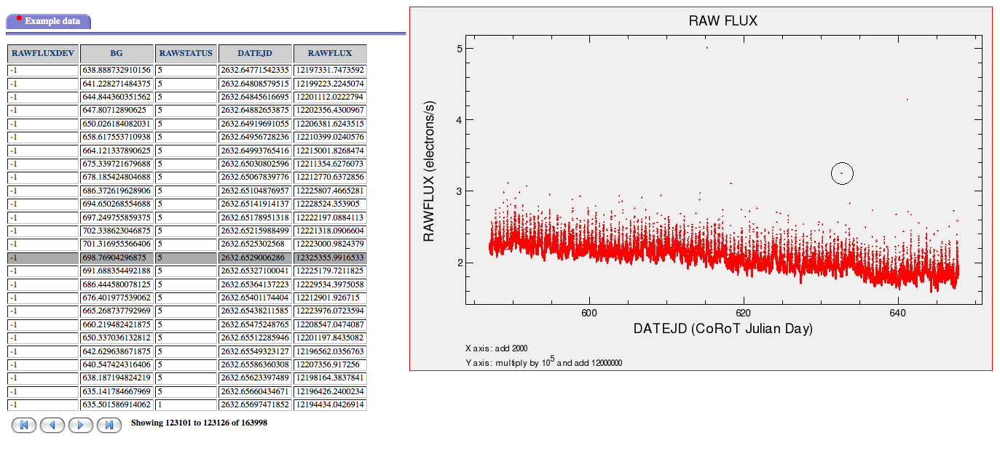 Example data
RAWFLUXDEV BG RAWSTATUS DATEJD RAWFLUX
-1 638.888732910156 5 2632.64771542335 12197331.7473592
-1 641.228271484375 5 2632.64808579515 12199223.2245074
-1 644.844360351562 5 2632.64845616695 12201112.0222794
-1 647.80712890625 5 2632.64882653875 12202356.4300967
-1 650.026184082031 5 2632.64919691055 12206381.6243515
-1 658.617553710938 5 2632.64956728236 12210399.0240576
-1 664.121337890625 5 2632.64993765416 12215001.8268474
-1 675.339721679688 5 2632.65030802596 12211354.6276073
-1 678.185424804688 5 2632.65067839776 12212770.6372856
-1 686.372619628906 5 2632.65104876957 12225807.4665281
-1 694.650268554688 5 2632.65141914137 12228524.353905
-1 697.249755859375 5 2632.65178951318 12222197.0884113
-1 702.338623046875 5 2632.65215988499 12221318.0906604
-1 701.316955566406 5 2632.6525302568 12223000.9824379
-1 698.76904296875 5 2632.6529006286 12325355.9916533
-1 691.688354492188 5 2632.65327100041 12225179.7211825
-1 686.444580078125 5 2632.65364137223 12229534.3975058
-1 676.401977539062 5 2632.65401174404 12212901.926715
-1 665.268737792969 5 2632.65438211585 12223976.0723594
-1 660.219482421875 5 2632.65475248765 12208547.0474087
-1 650.337036132812 5 2632.65512285946 12201197.8435082
-1 642.629638671875 5 2632.65549323127 12196562.0356763
-1 640.547424316406 5 2632.65586360308 12207356.917256
-1 638.187194824219 5 2632.65623397489 12198164.3837841
-1 635.141784667969 5 2632.65660434671 12196426.2400234
-1 635.501586914062 1 2632.65697471852 12194434.0426914
Showing 123101 to 123126 of 163998
RAW FLUX
RAWFLUX (electrons/s)
5
4
3
2
600 620 640
DATEJD (CoRoT Julian Day)
X axis : add 2000
Y axis : multiply by 10⁵ and add 12000000